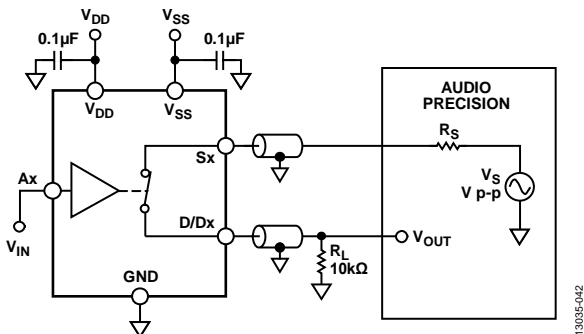 VDD
VSS
0.1µF
0.1µF
VDD
VSS
AUDIO
PRECISION
RS
Sx
VS
V p-p
Ax
D/Dx
VOUT
VIN
RL
10kΩ
GND
13035-042